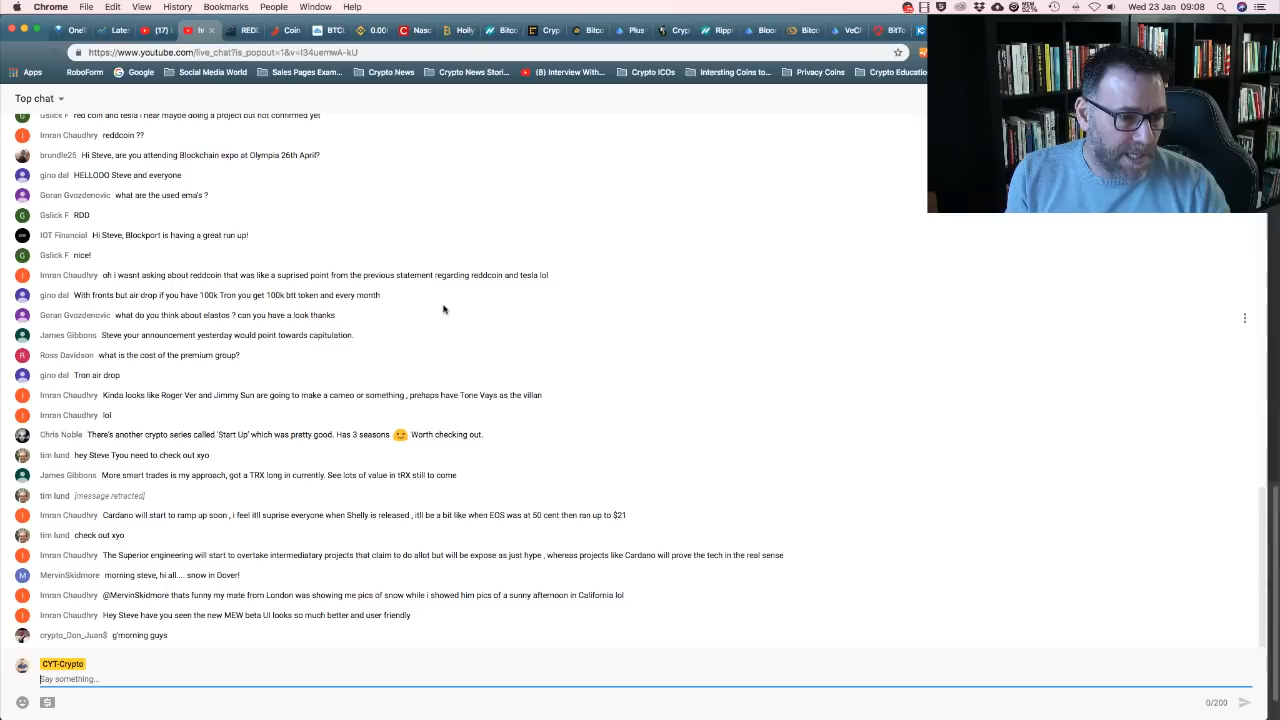 Chrome File Edit View History Bookmarks People Window Help Wed 23 Jan 09:08
OneT Late (17) h REDI Coin BTC 0.00 Nasc Holly Bitco Cryp Bitco Plus Cryp Rippl Bloo Bitco VeCh BitTo
https://www.youtube.com/live_chat?is_popout=1&v=I34uemwA-kU
Apps RoboForm Google Social Media World Sales Pages Exam... Crypto News Crypto News Stori... (8) Interview With... Crypto ICOs Intersting Coins to... Privacy Coins Crypto Education
Top chat
Gslick F red coin and tesla i hear maybe doing a project but not confirmed yet
Imran Chaudhry reddcoin ??
brundle25 Hi Steve, are you attending Blockchain expo at Olympia 26th April?
gino dal HELLOOO Steve and everyone
Goran Gvozdenovic what are the used ema's ?
Gslick F RDD
IOT Financial Hi Steve, Blockport is having a great run up!
Gslick F nice!
Imran Chaudhry oh i wasnt asking about reddcoin that was like a suprised point from the previous statement regarding reddcoin and tesla lol
gino dal With fronts but air drop if you have 100k Tron you get 100k btt token and every month
Goran Gvozdenovic what do you think about elastos ? can you have a look thanks
James Gibbons Steve your announcement yesterday would point towards capitulation.
Ross Davidson what is the cost of the premium group?
gino dal Tron air drop
Imran Chaudhry Kinda looks like Roger Ver and Jimmy Sun are going to make a cameo or something , prehaps have Tone Vays as the villan
Imran Chaudhry lol
Chris Noble There's another crypto series called 'Start Up' which was pretty good. Has 3 seasons Worth checking out.
tim lund hey Steve Tyou need to check out xyo
James Gibbons More smart trades is my approach, got a TRX long in currently. See lots of value in tRX still to come
tim lund [message retracted]
Imran Chaudhry Cardano will start to ramp up soon , i feel itll suprise everyone when Shelly is released , itll be a bit like when EOS was at 50 cent then ran up to $21
tim lund check out xyo
Imran Chaudhry The Superior engineering will start to overtake intermediatary projects that claim to do allot but will be expose as just hype , whereas projects like Cardano will prove the tech in the real sense
MervinSkidmore morning steve, hi all.... snow in Dover!
Imran Chaudhry @MervinSkidmore thats funny my mate from London was showing me pics of snow while i showed him pics of a sunny afternoon in California lol
Imran Chaudhry Hey Steve have you seen the new MEW beta UI looks so much better and user friendly
crypto_Don_Juan$ g'morning guys
CYT-Crypto
Say something...
0/200